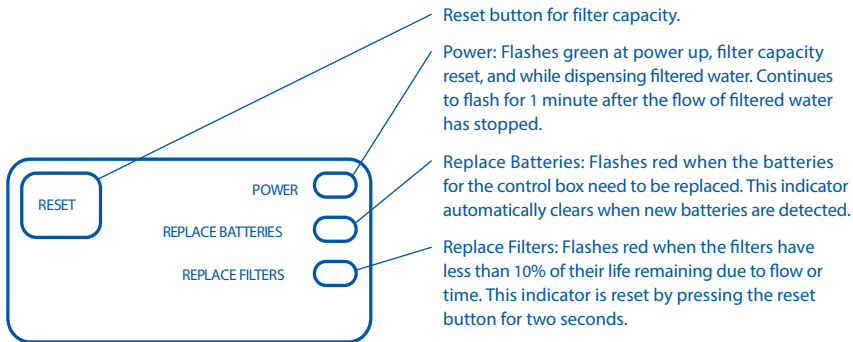 Reset button for filter capacity.
Power: Flashes green at power up, filter capacity
reset, and while dispensing filtered water. Continues
to flash for 1 minute after the flow of filtered water
has stopped.
Replace Batteries: Flashes red when the batteries
for the control box need to be replaced. This indicator
automatically clears when new batteries are detected.
Replace Filters: Flashes red when the filters have
less than 10% of their life remaining due to flow or
time. This indicator is reset by pressing the reset
button for two seconds.
RESET
POWER
REPLACE BATTERIES
REPLACE FILTERS